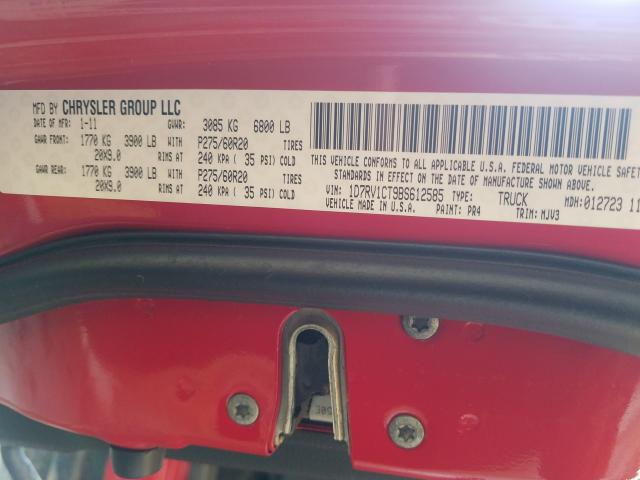 MFD BY CHRYSLER GROUP LLC
DATE OF MFR: 1-11 GVWR: 3085 KG 6800 LB
GAWR FRONT: 1770 KG 3900 LB WITH P275/60R20 TIRES
20X9.0 RIMS AT 240 KPA ( 35 PSI) COLD
GAWR REAR: 1770 KG 3900 LB WITH P275/60R20 TIRES
20X9.0 RIMS AT 240 KPA ( 35 PSI) COLD
THIS VEHICLE CONFORMS TO ALL APPLICABLE U.S.A. FEDERAL MOTOR VEHICLE SAFETY
STANDARDS IN EFFECT ON THE DATE OF MANUFACTURE SHOWN ABOVE.
VIN: 1D7RV1CT9BS612585 TYPE: TRUCK MDH: 012723 11
VEHICLE MADE IN U.S.A. PAINT: PR4 TRIM: MJV3